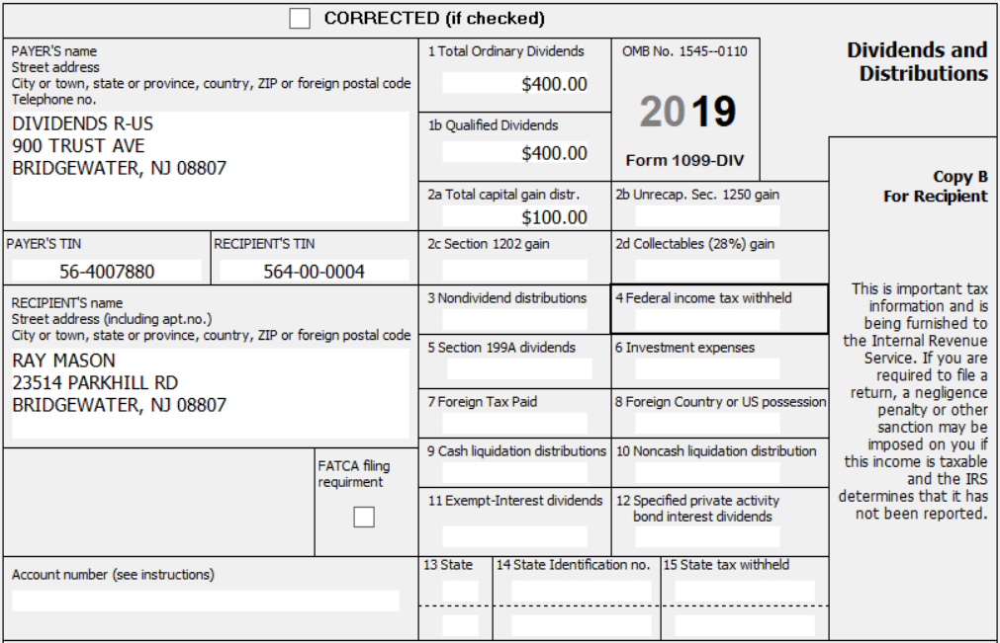 CORRECTED (if checked)
PAYER'S name
Street address
City or town, state or province, country, ZIP or foreign postal code
Telephone no.
DIVIDENDS R-US
900 TRUST AVE
BRIDGEWATER, NJ 08807
1 Total Ordinary Dividends
$400.00
1b Qualified Dividends
$400.00
OMB No. 1545--0110
2019
Form 1099-DIV
Dividends and
Distributions
2a Total capital gain distr.
$100.00
2b Unrecap. Sec. 1250 gain
Copy B
For Recipient
PAYER'S TIN
56-4007880
RECIPIENT'S TIN
564-00-0004
2c Section 1202 gain
2d Collectables (28%) gain
RECIPIENT'S name
Street address (including apt.no.)
City or town, state or province, country, ZIP or foreign postal code
RAY MASON
23514 PARKHILL RD
BRIDGEWATER, NJ 08807
3 Nondividend distributions
4 Federal income tax withheld
5 Section 199A dividends
6 Investment expenses
7 Foreign Tax Paid
8 Foreign Country or US possession
9 Cash liquidation distributions
10 Noncash liquidation distribution
FATCA filing
requirment
11 Exempt-Interest dividends
12 Specified private activity
bond interest dividends
This is important tax
information and is
being furnished to
the Internal Revenue
Service. If you are
required to file a
return, a negligence
penalty or other
sanction may be
imposed on you if
this income is taxable
and the IRS
determines that it has
not been reported.
Account number (see instructions)
13 State
14 State Identification no.
15 State tax withheld